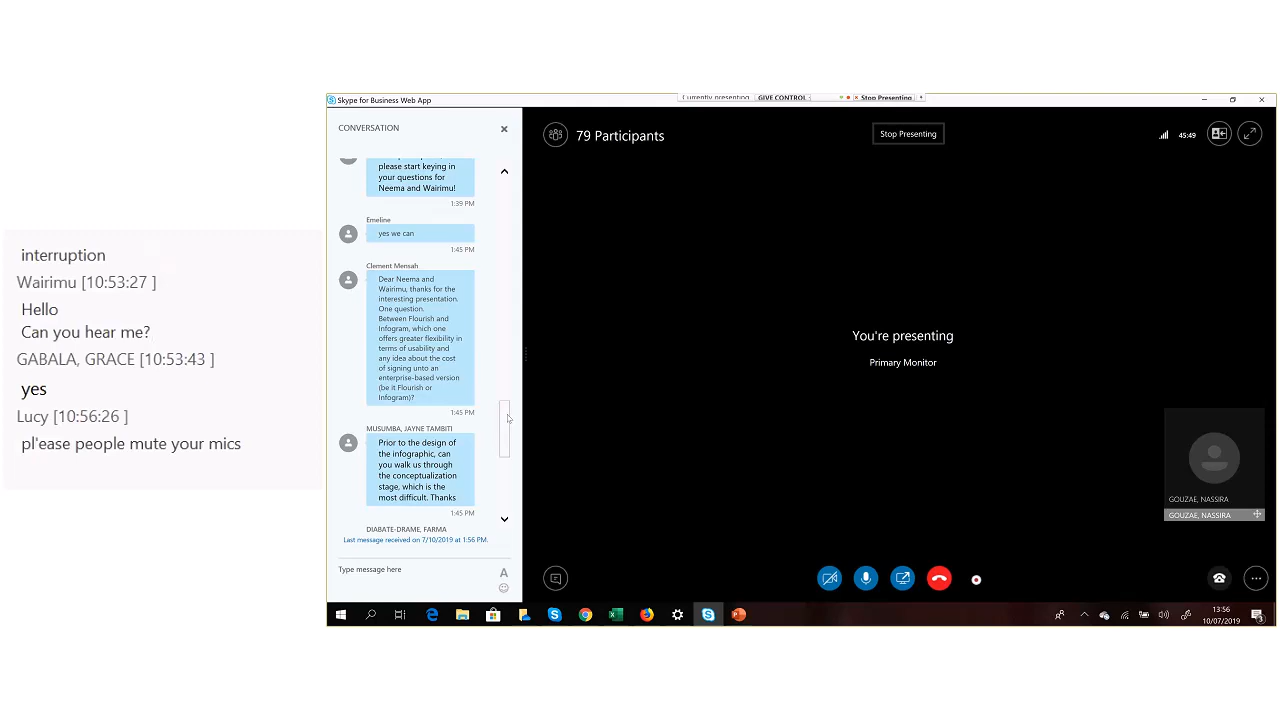 interruption
Wairimu [10:53:27 ]
Hello
Can you hear me?
GABALA, GRACE [10:53:43 ]
yes
Lucy [10:56:26 ]
pl'ease people mute your mics
Skype for Business Web App
Currently presenting
GIVE CONTROL
Stop Presenting
CONVERSATION
please start keying in
your questions for
Neema and Wairimu!
1:39 PM
Emeline
yes we can
1:45 PM
Clement Mensah
Dear Neema and
Wairimu, thanks for the
interesting presentation.
One question.
Between Flourish and
Infogram, which one
offers greater flexibility in
terms of usability and
any idea about the cost
of signing unto an
enterprise-based version
(be it Flourish or
Infogram)?
1:45 PM
MUSUMBA, JAYNE TAMBITI
Prior to the design of
the infographic, can
you walk us through
the conceptualization
stage, which is the
most difficult. Thanks
1:45 PM
DIABATE-DRAME, FARMA
Last message received on 7/10/2019 at 1:56 PM.
Type message here
A
79 Participants
Stop Presenting
45:49
You're presenting
Primary Monitor
GOUZAE, NASSIRA
GOUZAE, NASSIRA
13:56
10/07/2019